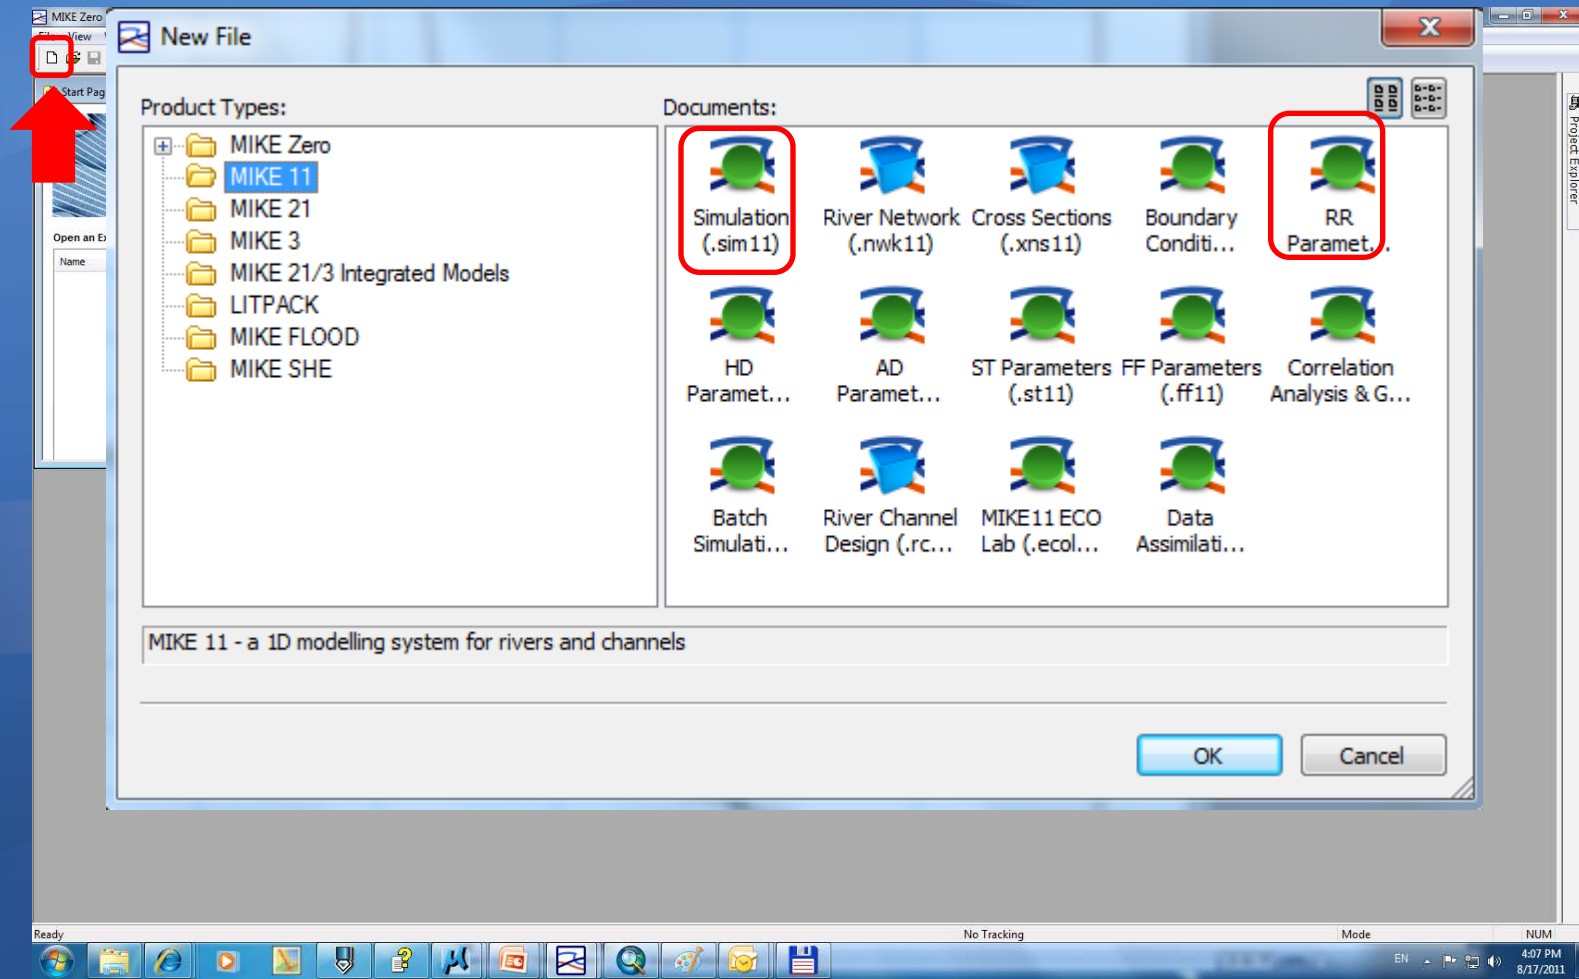 MIKE Zero
New File
File View
Start Pag
Open an Ex
Name
Product Types:
MIKE Zero
MIKE 11
MIKE 21
MIKE 3
MIKE 21/3 Integrated Models
LITPACK
MIKE FLOOD
MIKE SHE
Documents:
Simulation
(.sim11)
River Network
(.nwk11)
Cross Sections
(.xns11)
Boundary
Conditi...
RR
Paramet...
HD
Paramet...
AD
Paramet...
ST Parameters
(.st11)
FF Parameters
(.ff11)
Correlation
Analysis & G...
Batch
Simulati...
River Channel
Design (.rc...
MIKE11 ECO
Lab (.ecol...
Data
Assimilati...
MIKE 11 - a 1D modelling system for rivers and channels
OK
Cancel
Project Explorer
Ready
No Tracking
Mode
NUM
EN
4:07 PM
8/17/2011